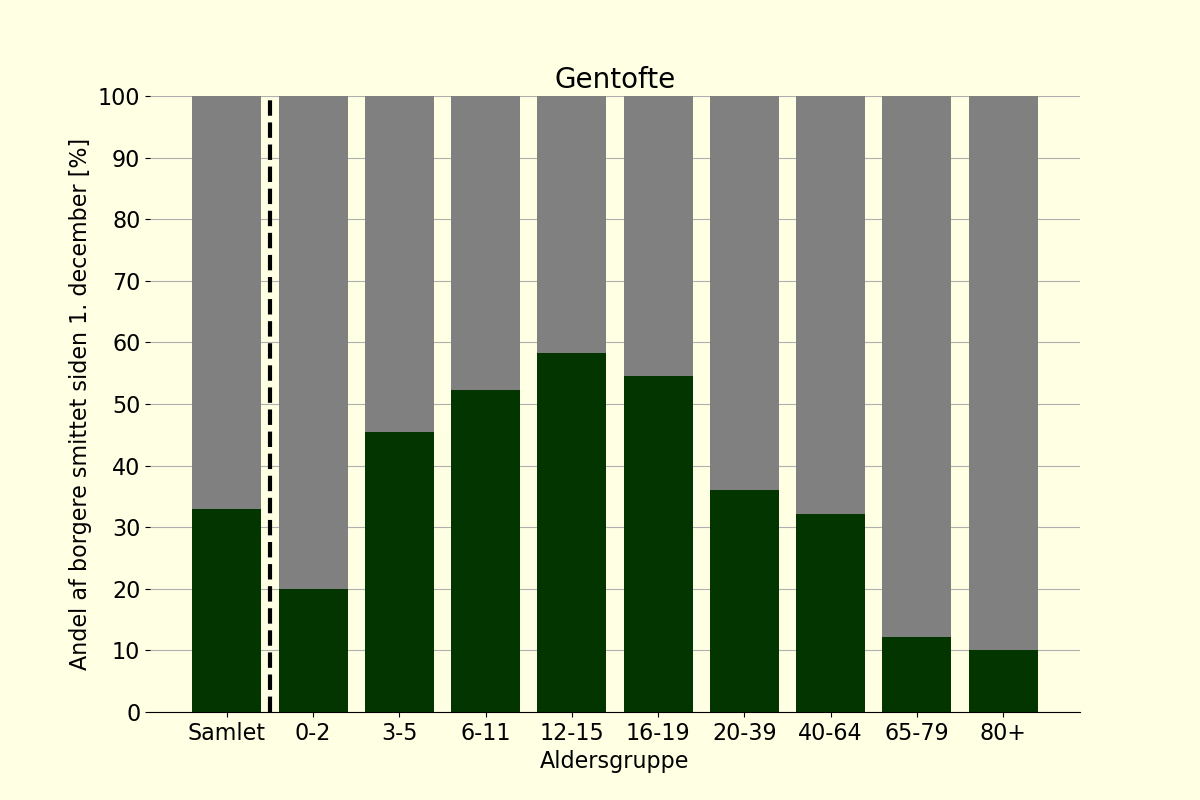 Gentofte
Andel af borgere smittet siden 1. december [%]
100
90
80
70
60
50
40
30
20
10
0
Samlet 0-2 3-5 6-11 12-15 16-19 20-39 40-64 65-79 80+
Aldersgruppe